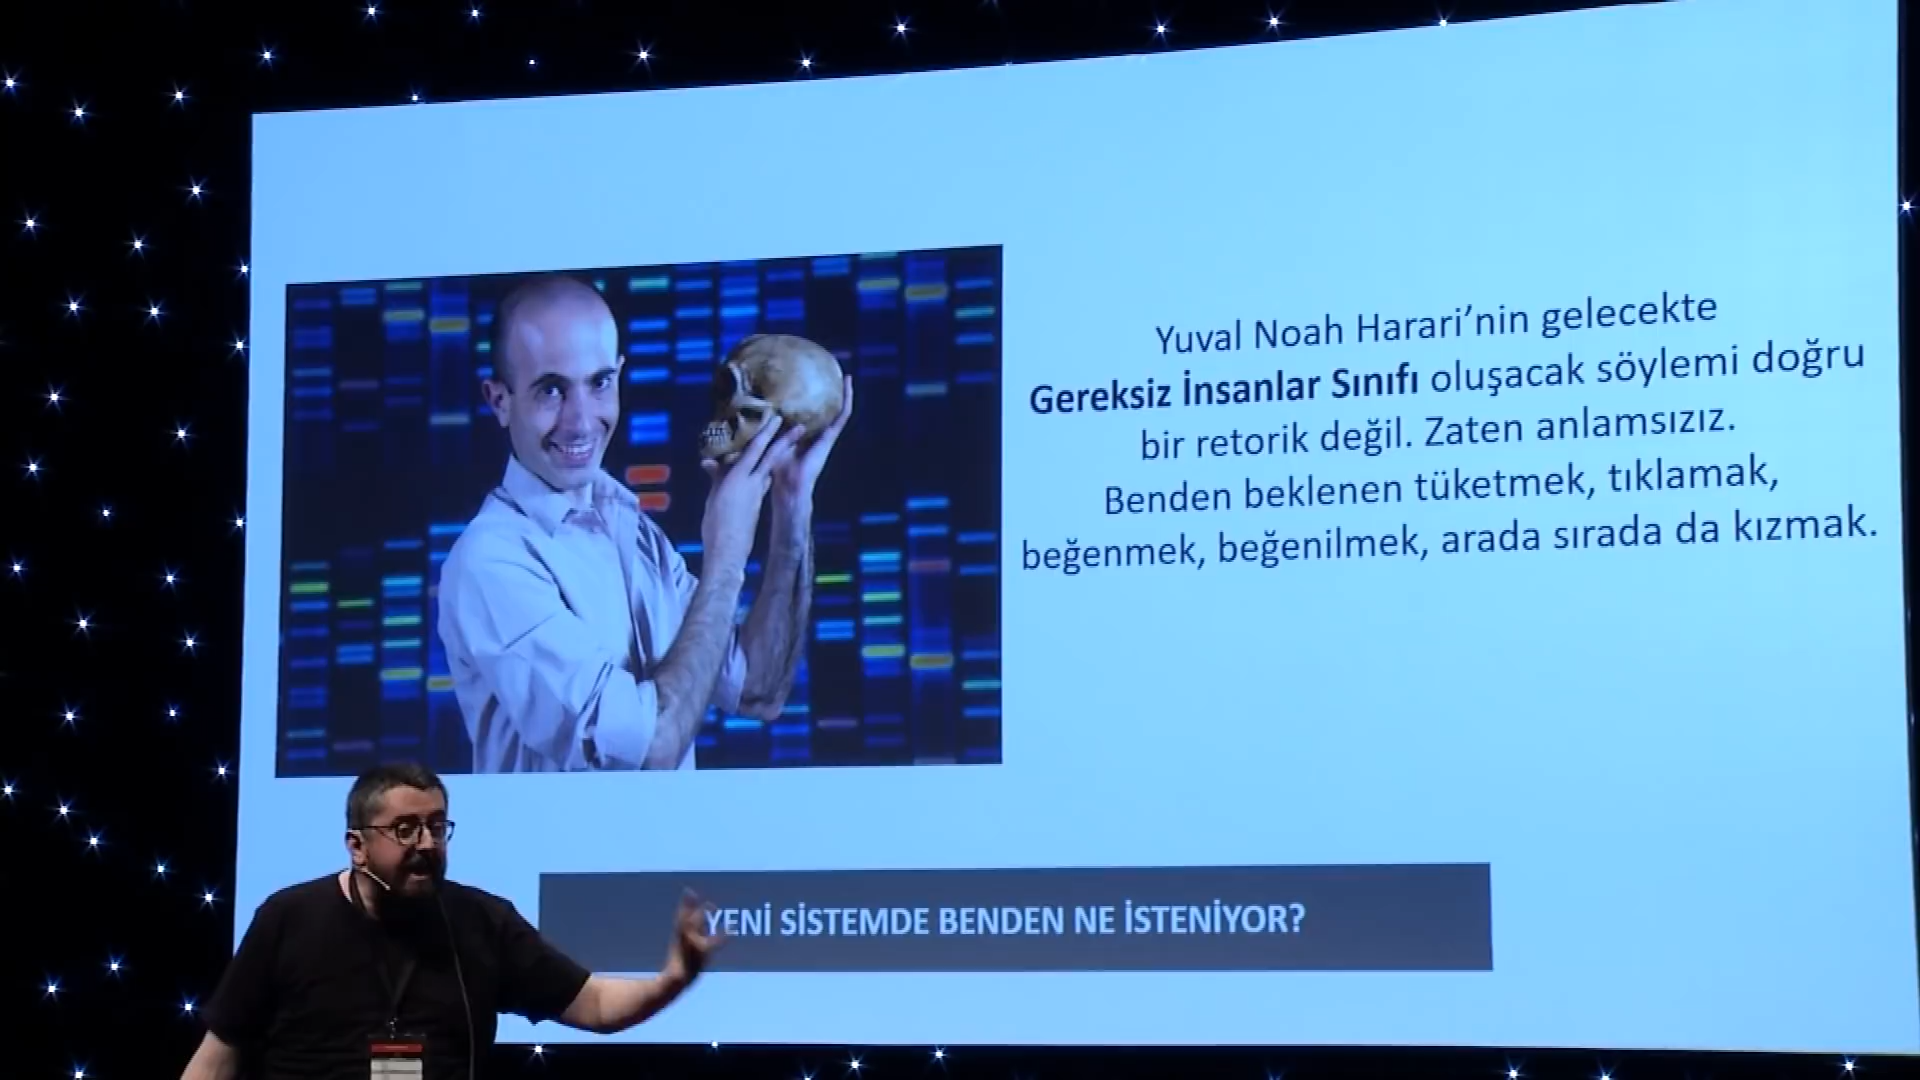 Yuval Noah Harari’nin gelecekte
Gereksiz İnsanlar Sınıfı oluşacak söylemi doğru
bir retorik değil. Zaten anlamsızız.
Benden beklenen tüketmek, tıklamak,
beğenmek, beğenilmek, arada sırada da kızmak.
YENİ SİSTEMDE BENDEN NE İSTENİYOR?